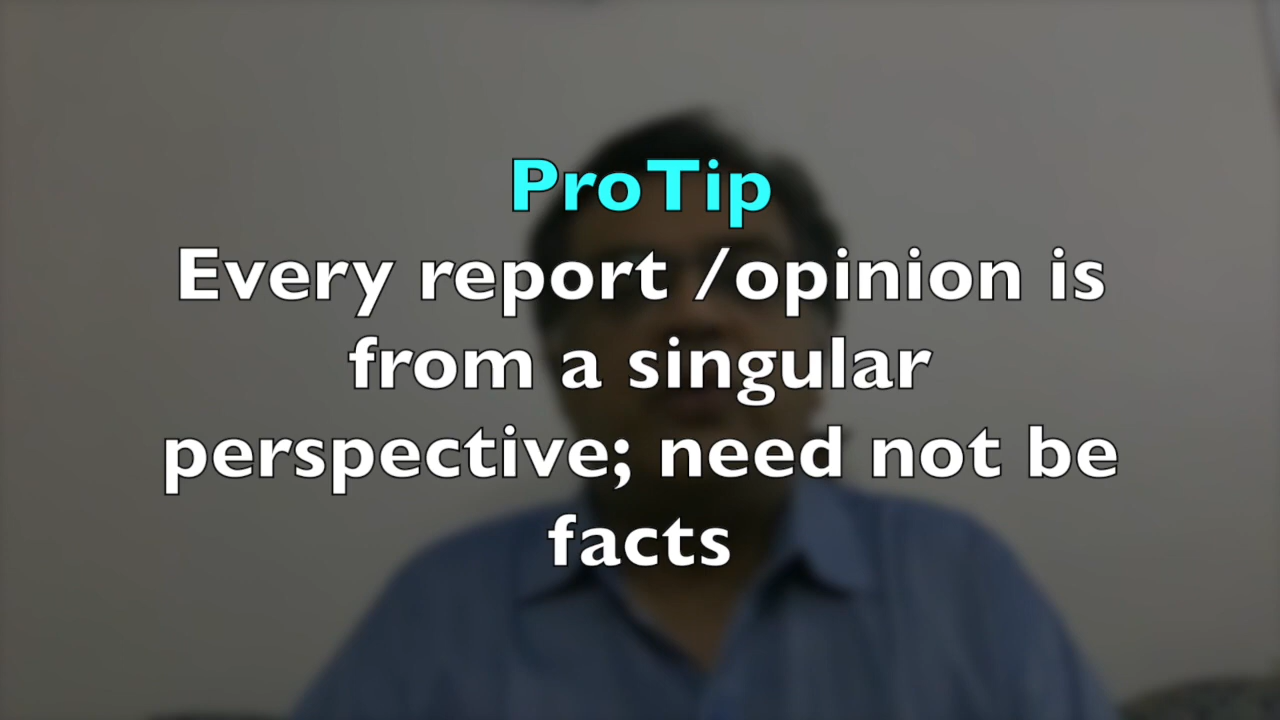 ProTip
Every report /opinion is
from a singular
perspective; need not be
facts